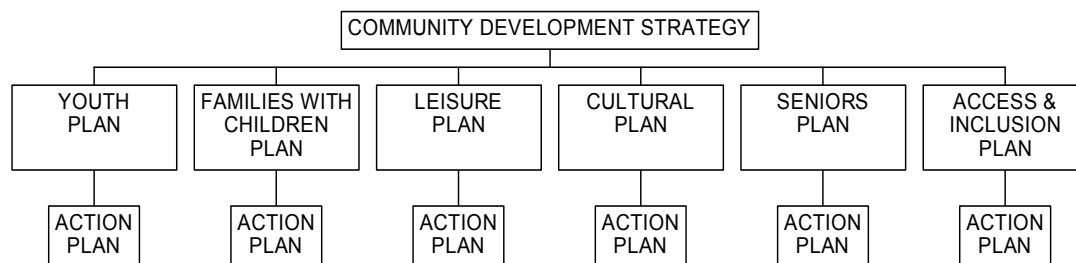 COMMUNITY DEVELOPMENT STRATEGY
YOUTH
PLAN
FAMILIES WITH
CHILDREN
PLAN
LEISURE
PLAN
CULTURAL
PLAN
SENIORS
PLAN
ACCESS &
INCLUSION
PLAN
ACTION
PLAN
ACTION
PLAN
ACTION
PLAN
ACTION
PLAN
ACTION
PLAN
ACTION
PLAN